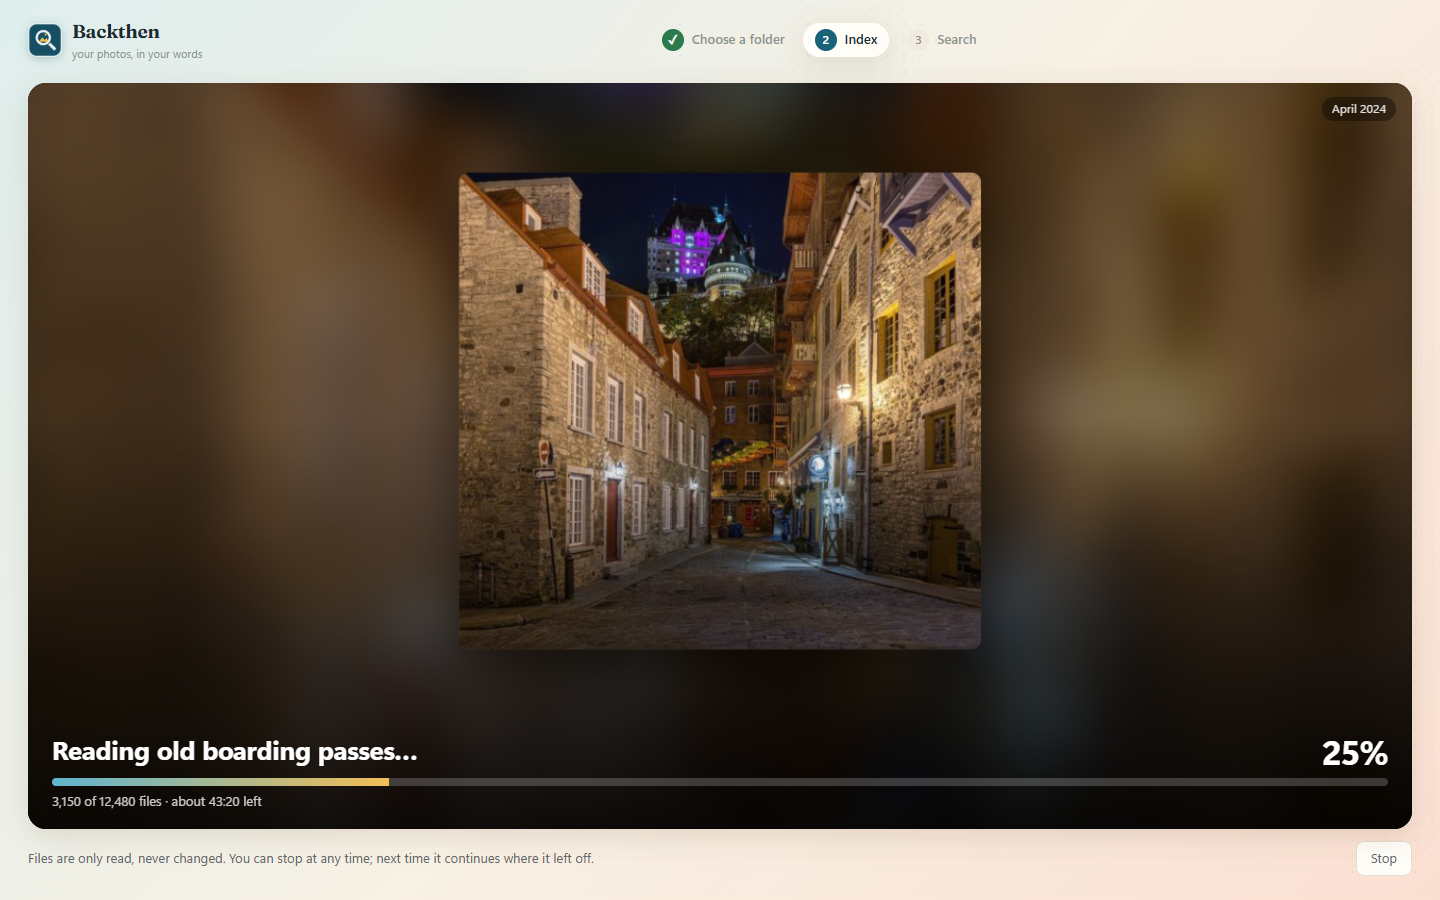 Backthen
your photos, in your words
✓ Choose a folder
2 Index
3 Search
April 2024
Reading old boarding passes...
25%
3,150 of 12,480 files · about 43:20 left
Files are only read, never changed. You can stop at any time; next time it continues where it left off.
Stop